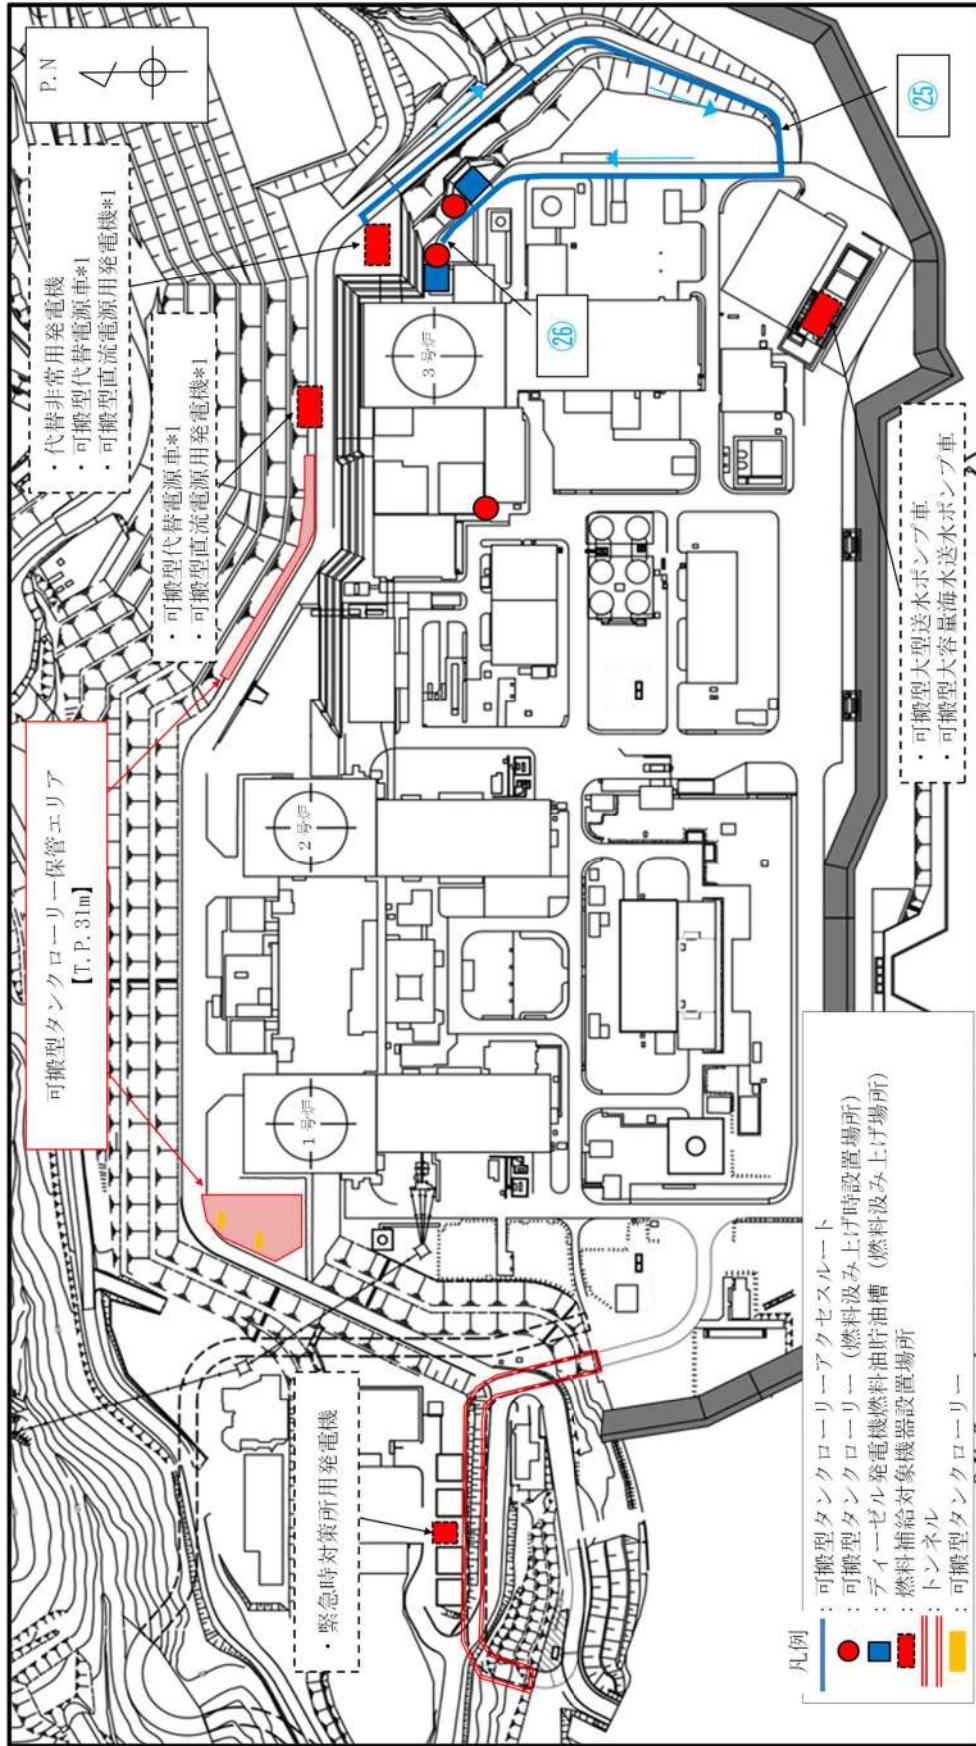 P.N
・代替非常用発電機
・可搬型代替電源車*1
・可搬型直流電源用発電機*1
・可搬型代替電源車*1
・可搬型直流電源用発電機*1
可搬型タンクローリー保管エリア
【T.P.31m】
・緊急時対策所用発電機
㉕
㉖
3号炉
2号炉
1号炉
・可搬型大型送水ポンプ車
・可搬型大容量海水送水ポンプ車
凡例
：可搬型タンクローリーアクセスルート
：可搬型タンクローリー（燃料汲み上げ時設置場所）
：ディーゼル発電機燃料油貯油槽（燃料汲み上げ場所）
：燃料補給対象機器設置場所
：トンネル
：可搬型タンクローリー